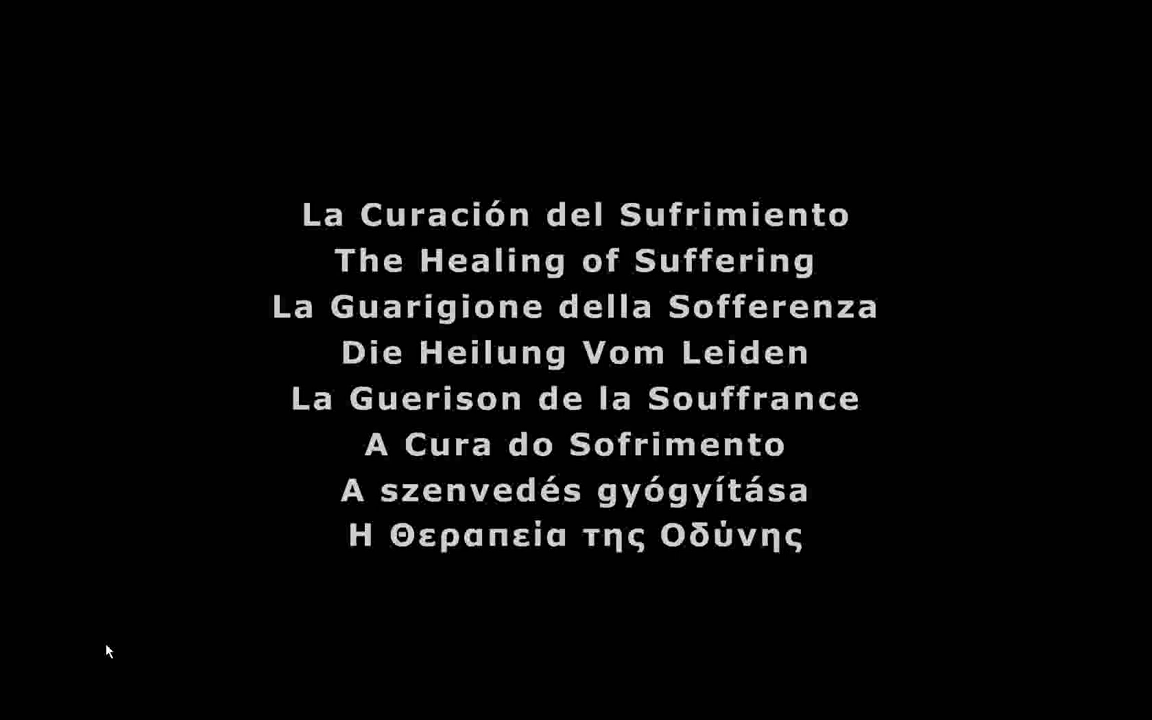 La Curación del Sufrimiento
The Healing of Suffering
La Guarigione della Sofferenza
Die Heilung Vom Leiden
La Guerison de la Souffrance
A Cura do Sofrimento
A szenvedés gyógyítása
Η Θεραπεία της Οδύνης